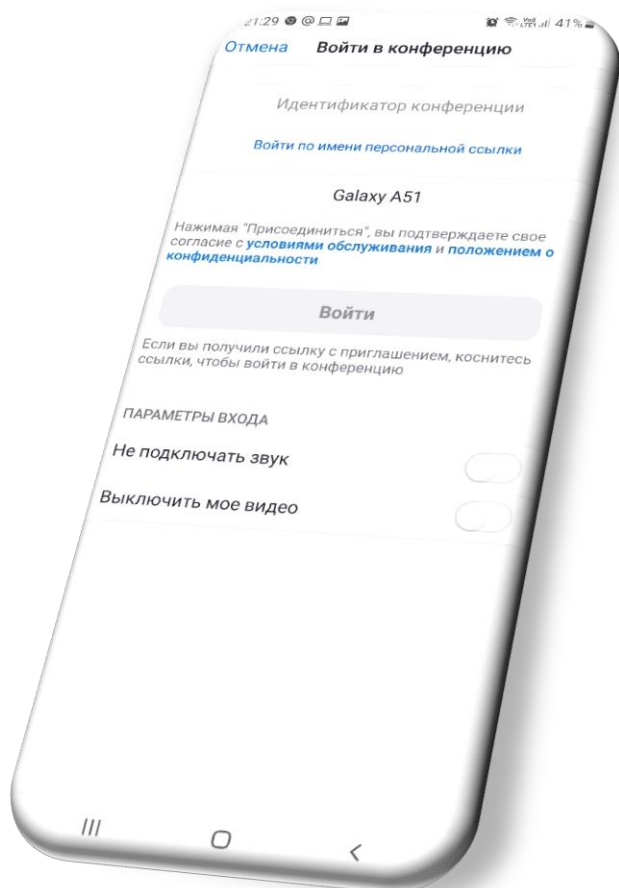 21:29 @ Vo9 LTE1 41%
Отмена Войти в конференцию
Идентификатор конференции
Войти по имени персональной ссылки
Galaxy A51
Нажимая "Присоединиться", вы подтверждаете свое
согласие с условиями обслуживания и положением о
конфиденциальности
Войти
Если вы получили ссылку с приглашением, коснитесь
ссылки, чтобы войти в конференцию
ПАРАМЕТРЫ ВХОДА
Не подключать звук
Выключить мое видео